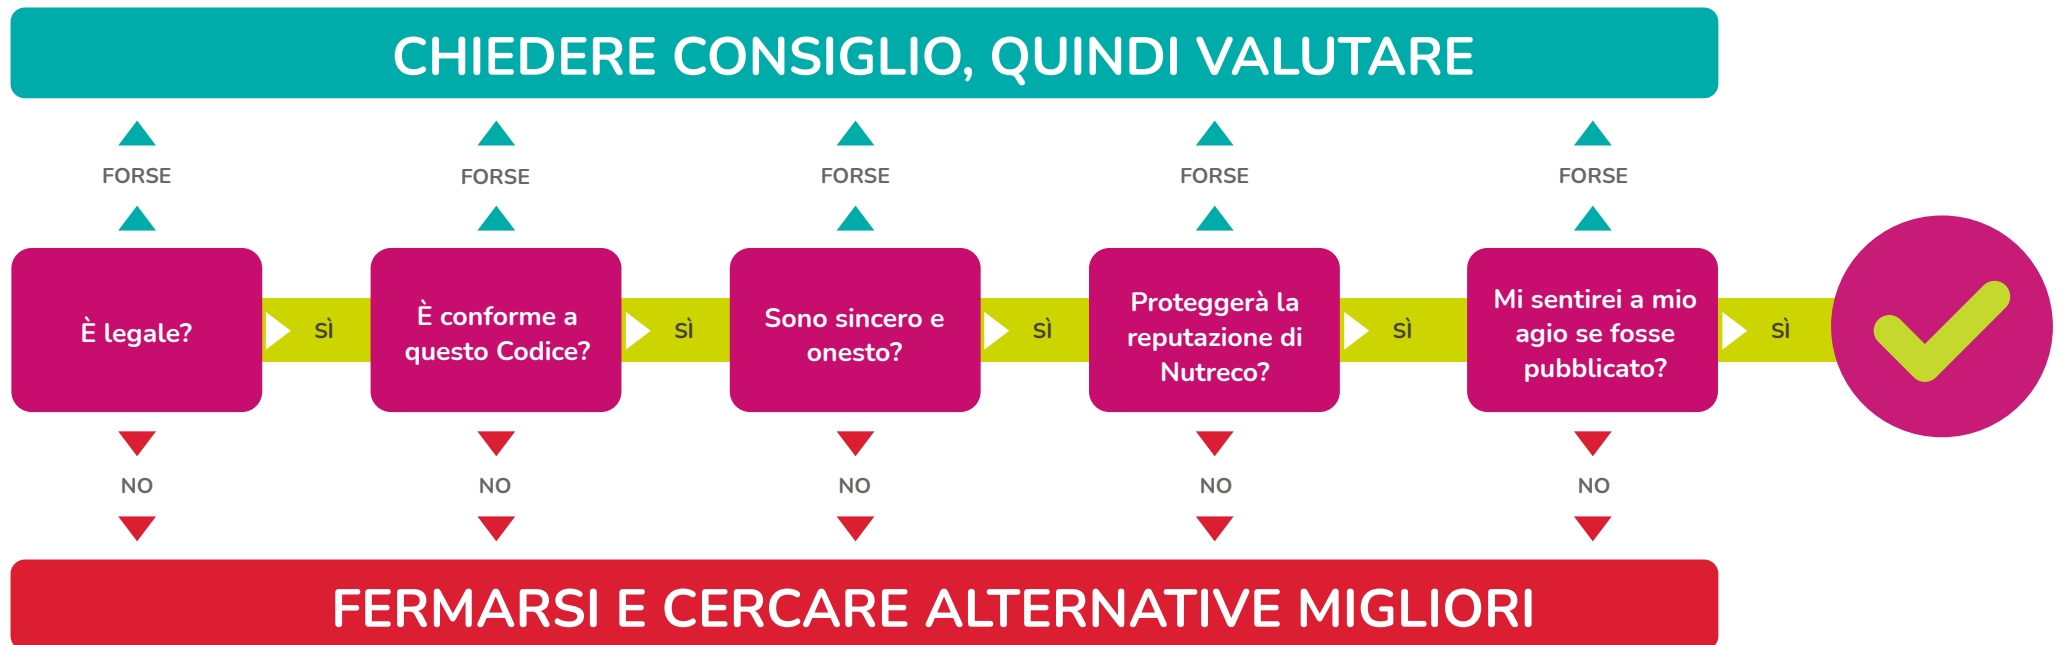 CHIEDERE CONSIGLIO, QUINDI VALUTARE
FORSE
FORSE
FORSE
FORSE
FORSE
È legale?
SÌ
È conforme a
questo Codice?
SÌ
Sono sincero e
onesto?
SÌ
Proteggerà la
reputazione di
Nutreco?
SÌ
Mi sentirei a mio
agio se fosse
pubblicato?
SÌ
NO
NO
NO
NO
NO
FERMARSI E CERCARE ALTERNATIVE MIGLIORI